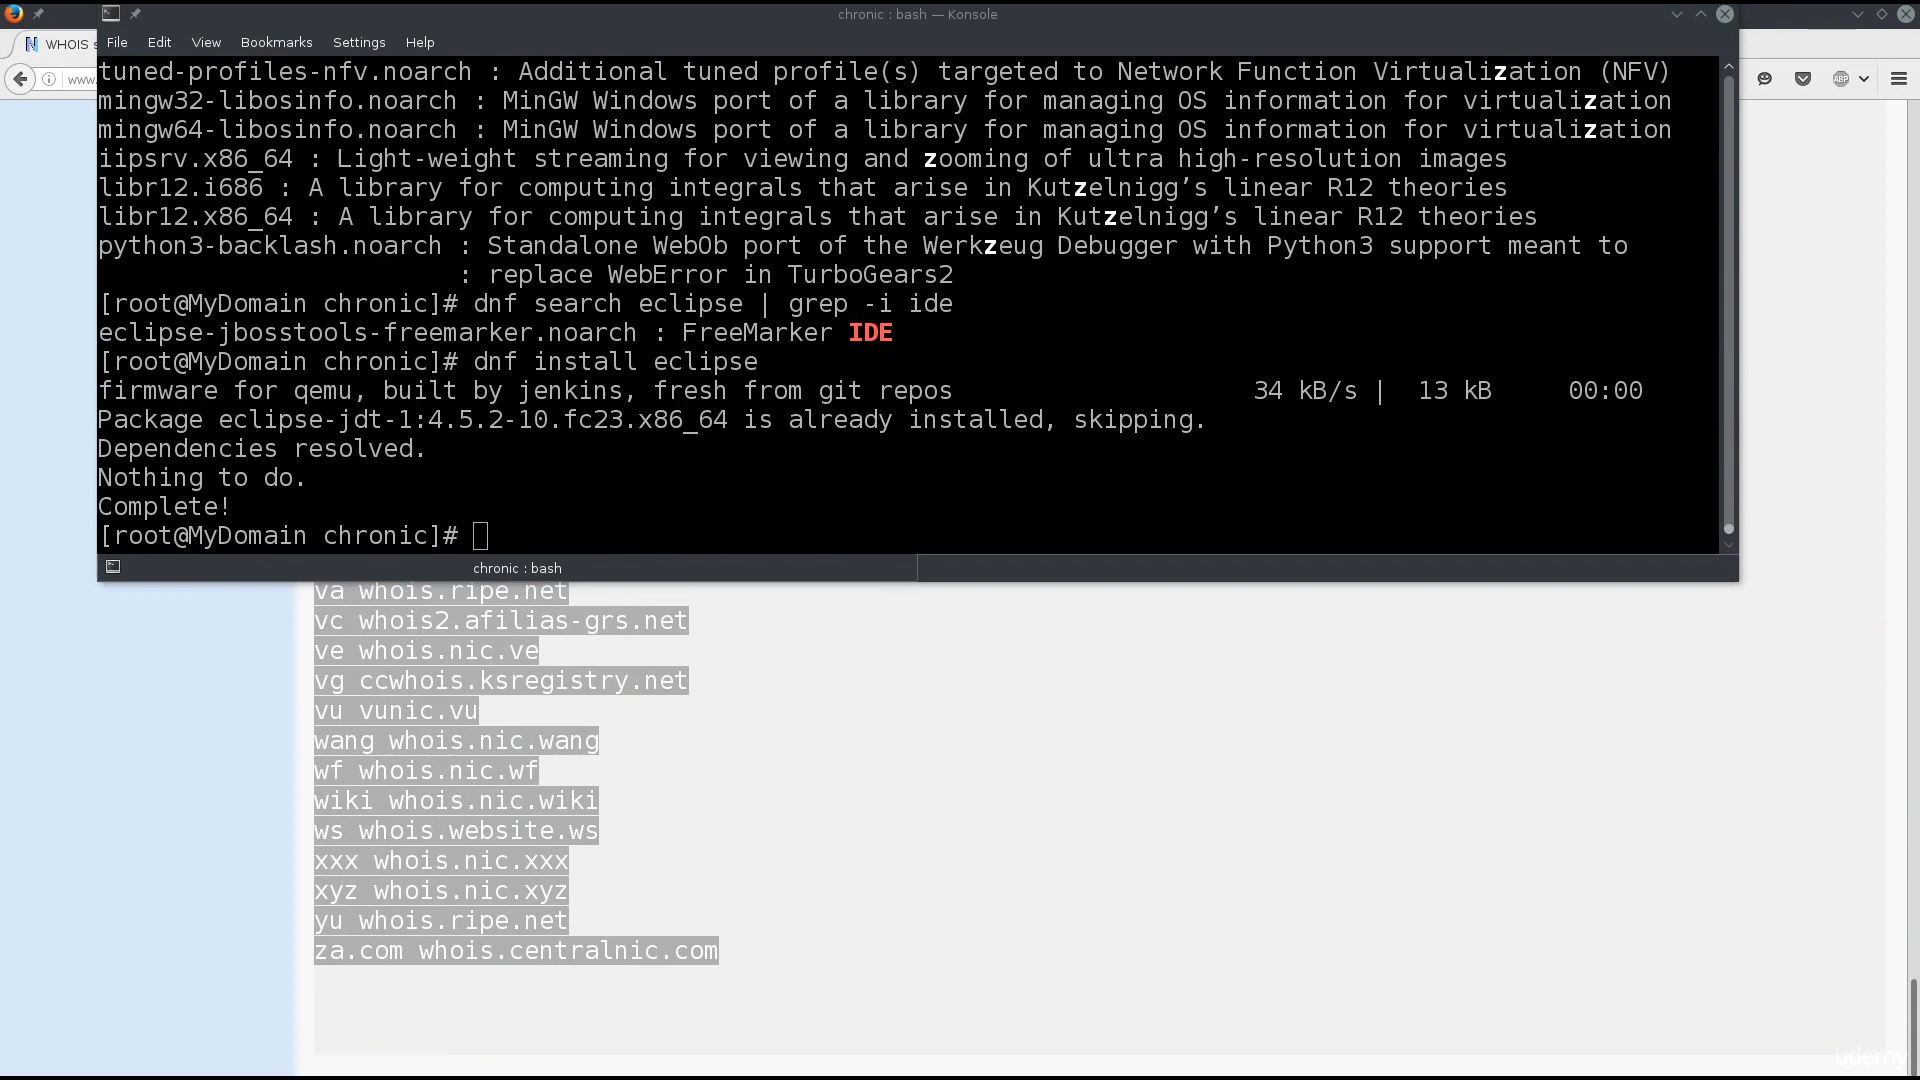 chronic : bash — Konsole
WHOIS s
File Edit View Bookmarks Settings Help
www.
ABP
tuned-profiles-nfv.noarch : Additional tuned profile(s) targeted to Network Function Virtualization (NFV)
mingw32-libosinfo.noarch : MinGW Windows port of a library for managing OS information for virtualization
mingw64-libosinfo.noarch : MinGW Windows port of a library for managing OS information for virtualization
iipsrv.x86_64 : Light-weight streaming for viewing and zooming of ultra high-resolution images
libr12.i686 : A library for computing integrals that arise in Kutzelnigg’s linear R12 theories
libr12.x86_64 : A library for computing integrals that arise in Kutzelnigg’s linear R12 theories
python3-backlash.noarch : Standalone WebOb port of the Werkzeug Debugger with Python3 support meant to
: replace WebError in TurboGears2
[root@MyDomain chronic]# dnf search eclipse | grep -i ide
eclipse-jbosstools-freemarker.noarch : FreeMarker IDE
[root@MyDomain chronic]# dnf install eclipse
firmware for qemu, built by jenkins, fresh from git repos 34 kB/s | 13 kB 00:00
Package eclipse-jdt-1:4.5.2-10.fc23.x86_64 is already installed, skipping.
Dependencies resolved.
Nothing to do.
Complete!
[root@MyDomain chronic]#
chronic : bash
va whois.ripe.net
vc whois2.afilias-grs.net
ve whois.nic.ve
vg ccwhois.ksregistry.net
vu vunic.vu
wang whois.nic.wang
wf whois.nic.wf
wiki whois.nic.wiki
ws whois.website.ws
xxx whois.nic.xxx
xyz whois.nic.xyz
yu whois.ripe.net
za.com whois.centralnic.com
udemy